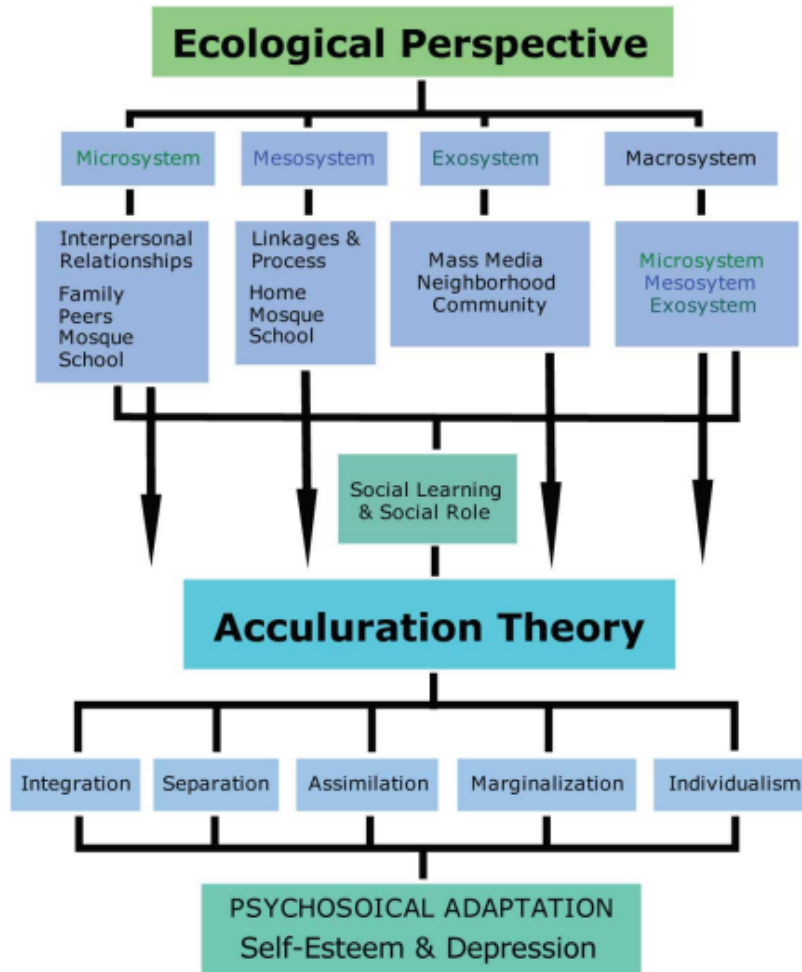 Ecological Perspective
Microsystem
Mesosystem
Exosystem
Macrosystem
Interpersonal
Relationships
Family
Peers
Mosque
School
Linkages &
Process
Home
Mosque
School
Mass Media
Neighborhood
Community
Microsystem
Mesosytem
Exosystem
Social Learning
& Social Role
Acculuration Theory
Integration
Separation
Assimilation
Marginalization
Individualism
PSYCHOSOICAL ADAPTATION
Self-Esteem & Depression